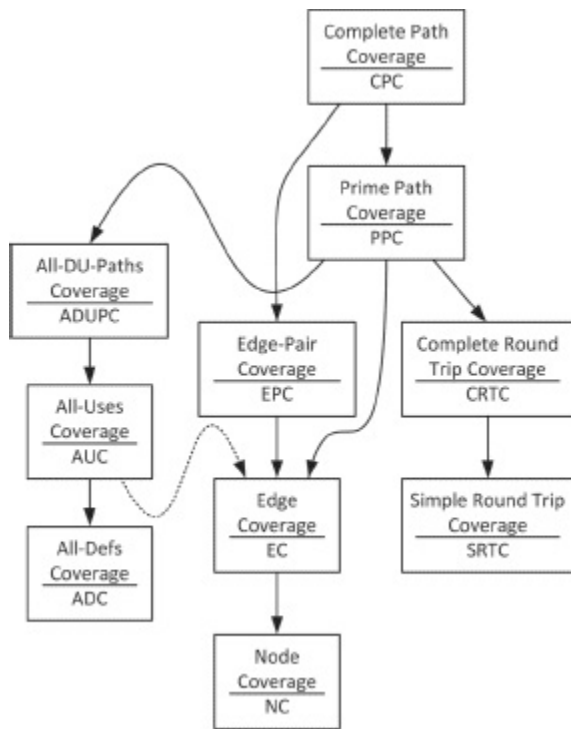 Complete Path
Coverage
CPC
Prime Path
Coverage
PPC
All-DU-Paths
Coverage
ADUPC
Edge-Pair
Coverage
EPC
Complete Round
Trip Coverage
CRTC
All-Uses
Coverage
AUC
Edge
Coverage
EC
Simple Round Trip
Coverage
SRTC
All-Defs
Coverage
ADC
Node
Coverage
NC